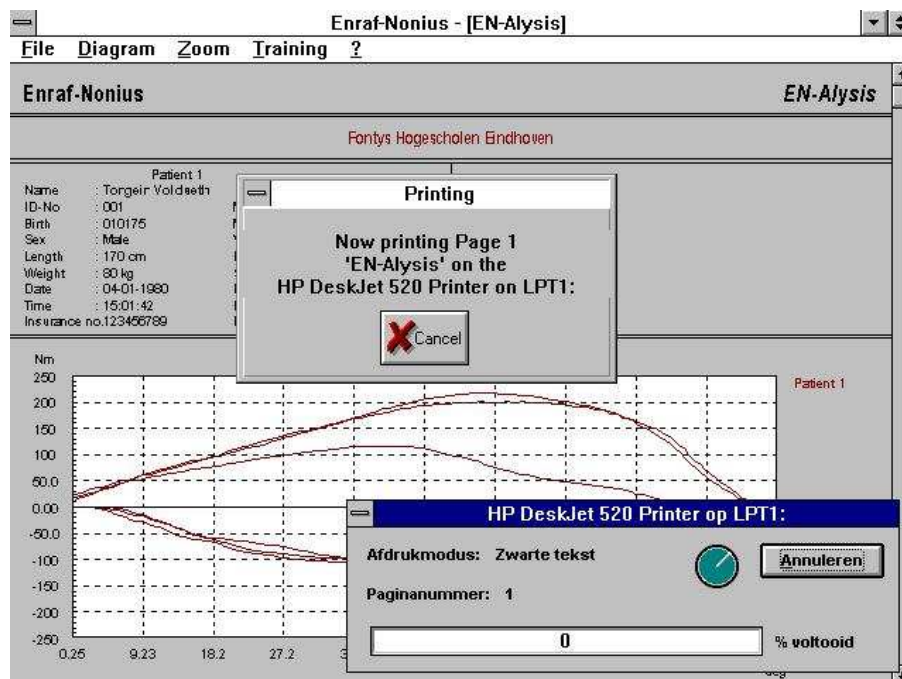 Enraf-Nonius - [EN-Alysis]
File Diagram Zoom Training ?
Enraf-Nonius EN-Alysis
Fontys Hogescholen Eindhoven
Patient 1
Name : Torgeir Voldseth
ID-No : 001
Birth : 010175
Sex : Male
Length : 170 cm
Weight : 80 kg
Date : 04-01-1980
Time : 15:01:42
Insurance no.123456789
Printing
Now printing Page 1
'EN-Alysis' on the
HP DeskJet 520 Printer on LPT1:
Cancel
Nm
250
200
150
100
50.0
0.00
-50.0
-100
-150
-200
-250
0.25 9.23 18.2 27.2
Patient 1
HP DeskJet 520 Printer op LPT1:
Afdrukmodus: Zwarte tekst
Annuleren
Paginanummer: 1
0 % voltooid